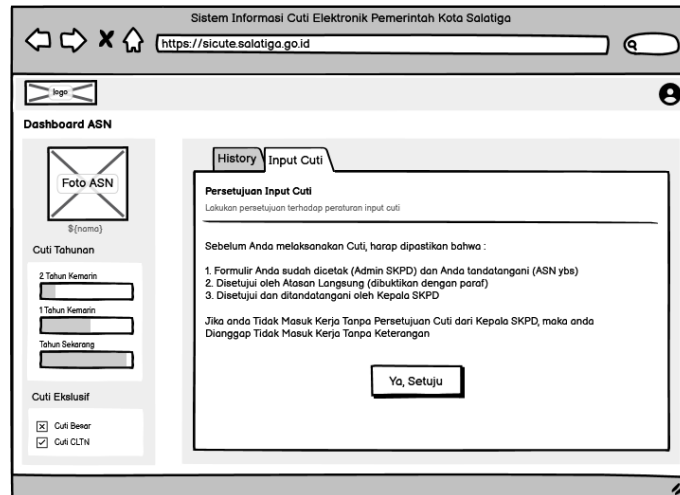 Sistem Informasi Cuti Elektronik Pemerintah Kota Salatiga
https://sicute.salatiga.go.id
logo
Dashboard ASN
Foto ASN
${nama}
Cuti Tahunan
2 Tahun Kemarin
1 Tahun Kemarin
Tahun Sekarang
Cuti Ekslusif
Cuti Besar
Cuti CLTN
History
Input Cuti
Persetujuan Input Cuti
Lakukan persetujuan terhadap peraturan input cuti
Sebelum Anda melaksanakan Cuti, harap dipastikan bahwa :
1. Formulir Anda sudah dicetak (Admin SKPD) dan Anda tandatangani (ASN ybs)
2. Disetujui oleh Atasan Langsung (dibuktikan dengan paraf)
3. Disetujui dan ditandatangani oleh Kepala SKPD
Jika anda Tidak Masuk Kerja Tanpa Persetujuan Cuti dari Kepala SKPD, maka anda
Dianggap Tidak Masuk Kerja Tanpa Keterangan
Ya, Setuju